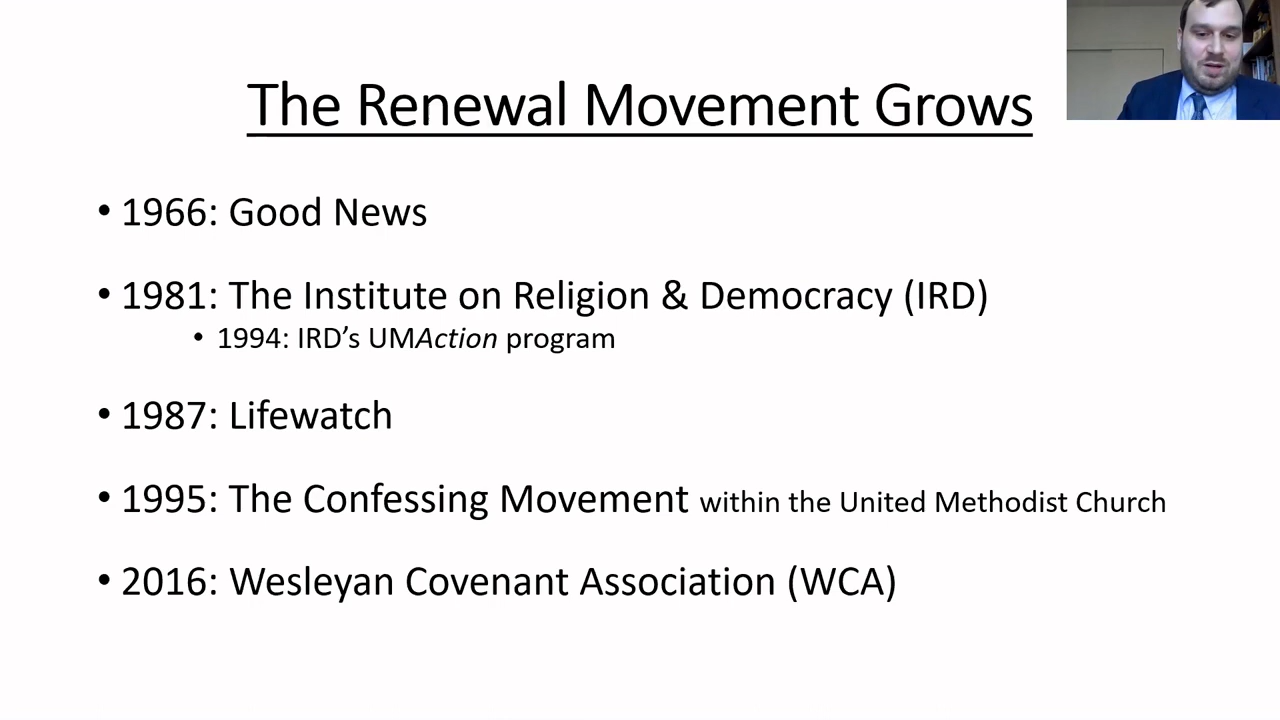 The Renewal Movement Grows
• 1966: Good News
• 1981: The Institute on Religion & Democracy (IRD)
• 1994: IRD’s UMAction program
• 1987: Lifewatch
• 1995: The Confessing Movement within the United Methodist Church
• 2016: Wesleyan Covenant Association (WCA)